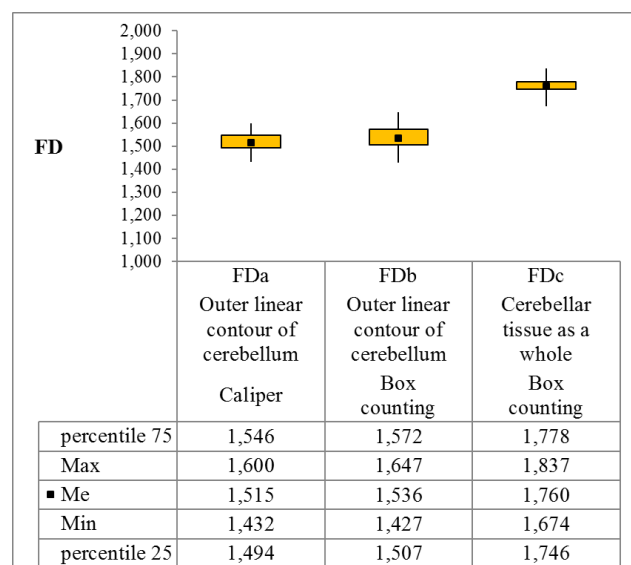 2,000
1,900
1,800
1,700
1,600
FD
1,500
1,400
1,300
1,200
1,100
1,000
FDa FDb FDc
Outer linear Outer linear Cerebellar
contour of contour of tissue as a
cerebellum cerebellum whole
Caliper Box Box
counting counting
percentile 75 1,546 1,572 1,778
Max 1,600 1,647 1,837
Me 1,515 1,536 1,760
Min 1,432 1,427 1,674
percentile 25 1,494 1,507 1,746